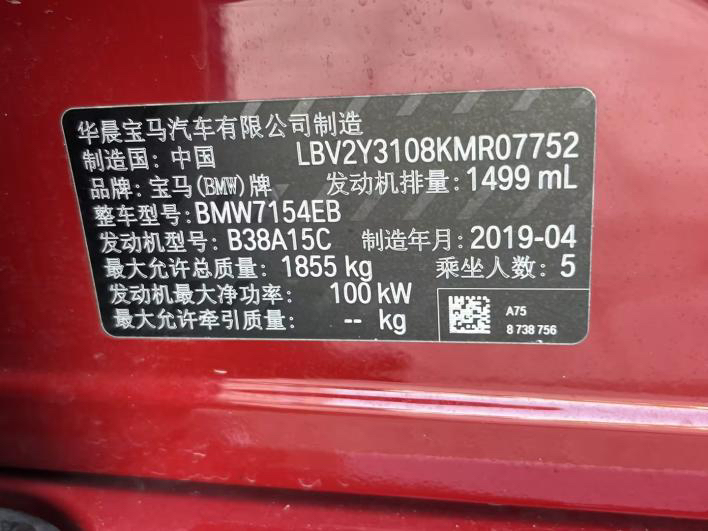 华晨宝马汽车有限公司制造
制造国: 中国 LBV2Y3108KMR07752
品牌: 宝马(BMW)牌 发动机排量: 1499 mL
整车型号: BMW7154EB
发动机型号: B38A15C 制造年月: 2019-04
最大允许总质量: 1855 kg 乘坐人数: 5
发动机最大净功率: 100 kW
最大允许牵引质量: -- kg
A75
8 738 756